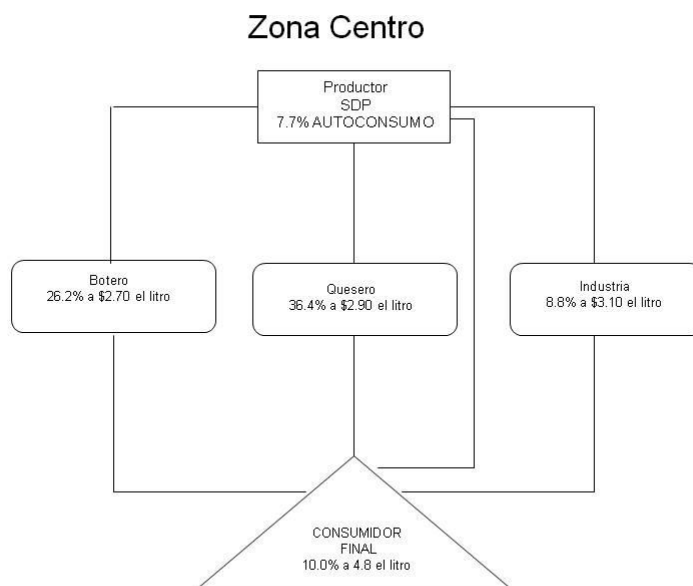 Zona Centro
Productor
SDP
7.7% AUTOCONSUMO
Botero
26.2% a $2.70 el litro
Quesero
36.4% a $2.90 el litro
Industria
8.8% a $3.10 el litro
CONSUMIDOR
FINAL
10.0% a 4.8 el litro